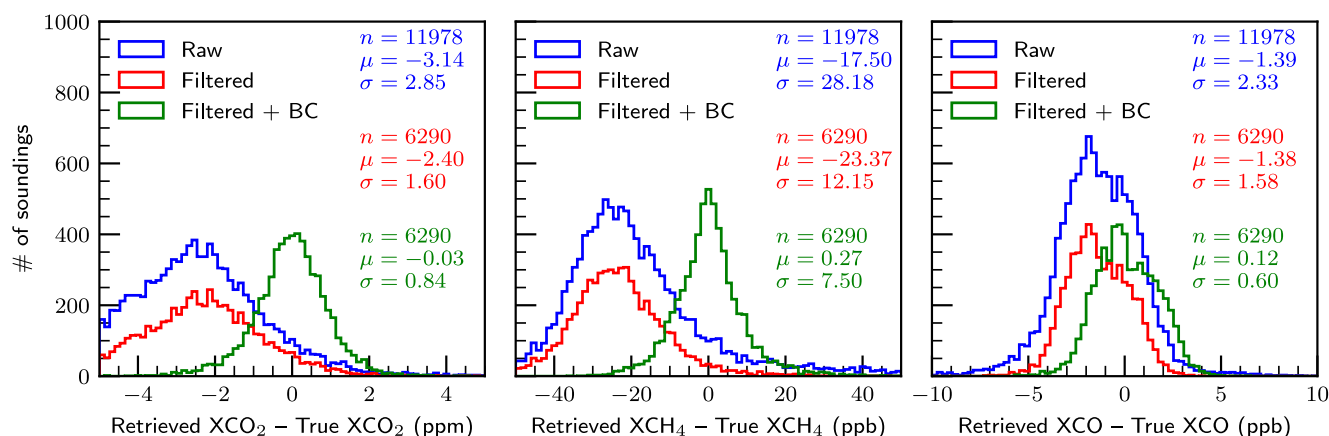 # of soundings
1000
800
600
400
200
0
Raw
Filtered
Filtered + BC
n = 11978
μ = −3.14
σ = 2.85
n = 6290
μ = −2.40
σ = 1.60
n = 6290
μ = −0.03
σ = 0.84
−4 −2 0 2 4
Retrieved XCO₂ – True XCO₂ (ppm)
Raw
Filtered
Filtered + BC
n = 11978
μ = −17.50
σ = 28.18
n = 6290
μ = −23.37
σ = 12.15
n = 6290
μ = 0.27
σ = 7.50
−40 −20 0 20 40
Retrieved XCH₄ – True XCH₄ (ppb)
Raw
Filtered
Filtered + BC
n = 11978
μ = −1.39
σ = 2.33
n = 6290
μ = −1.38
σ = 1.58
n = 6290
μ = 0.12
σ = 0.60
−10 −5 0 5 10
Retrieved XCO – True XCO (ppb)